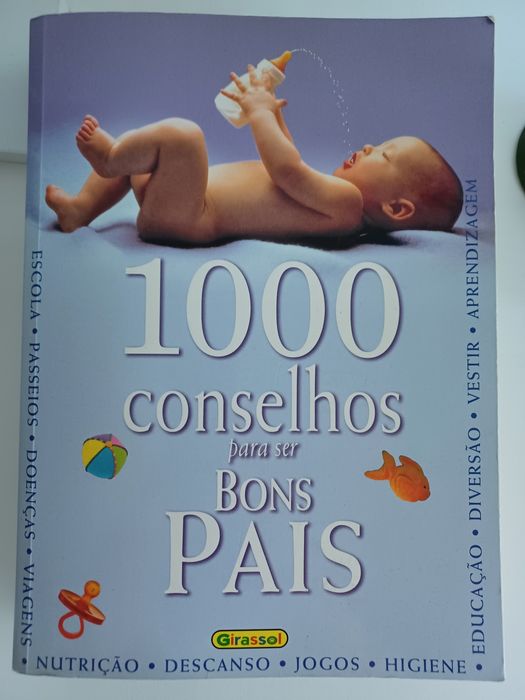 1000
conselhos
para ser
BONS
PAIS
ESCOLA • PASSEIOS • DOENÇAS • VIAGENS
• NUTRIÇÃO • DESCANSO • JOGOS • HIGIENE •
EDUCAÇÃO • DIVERSÃO • VESTIR • APRENDIZAGEM
Girassol